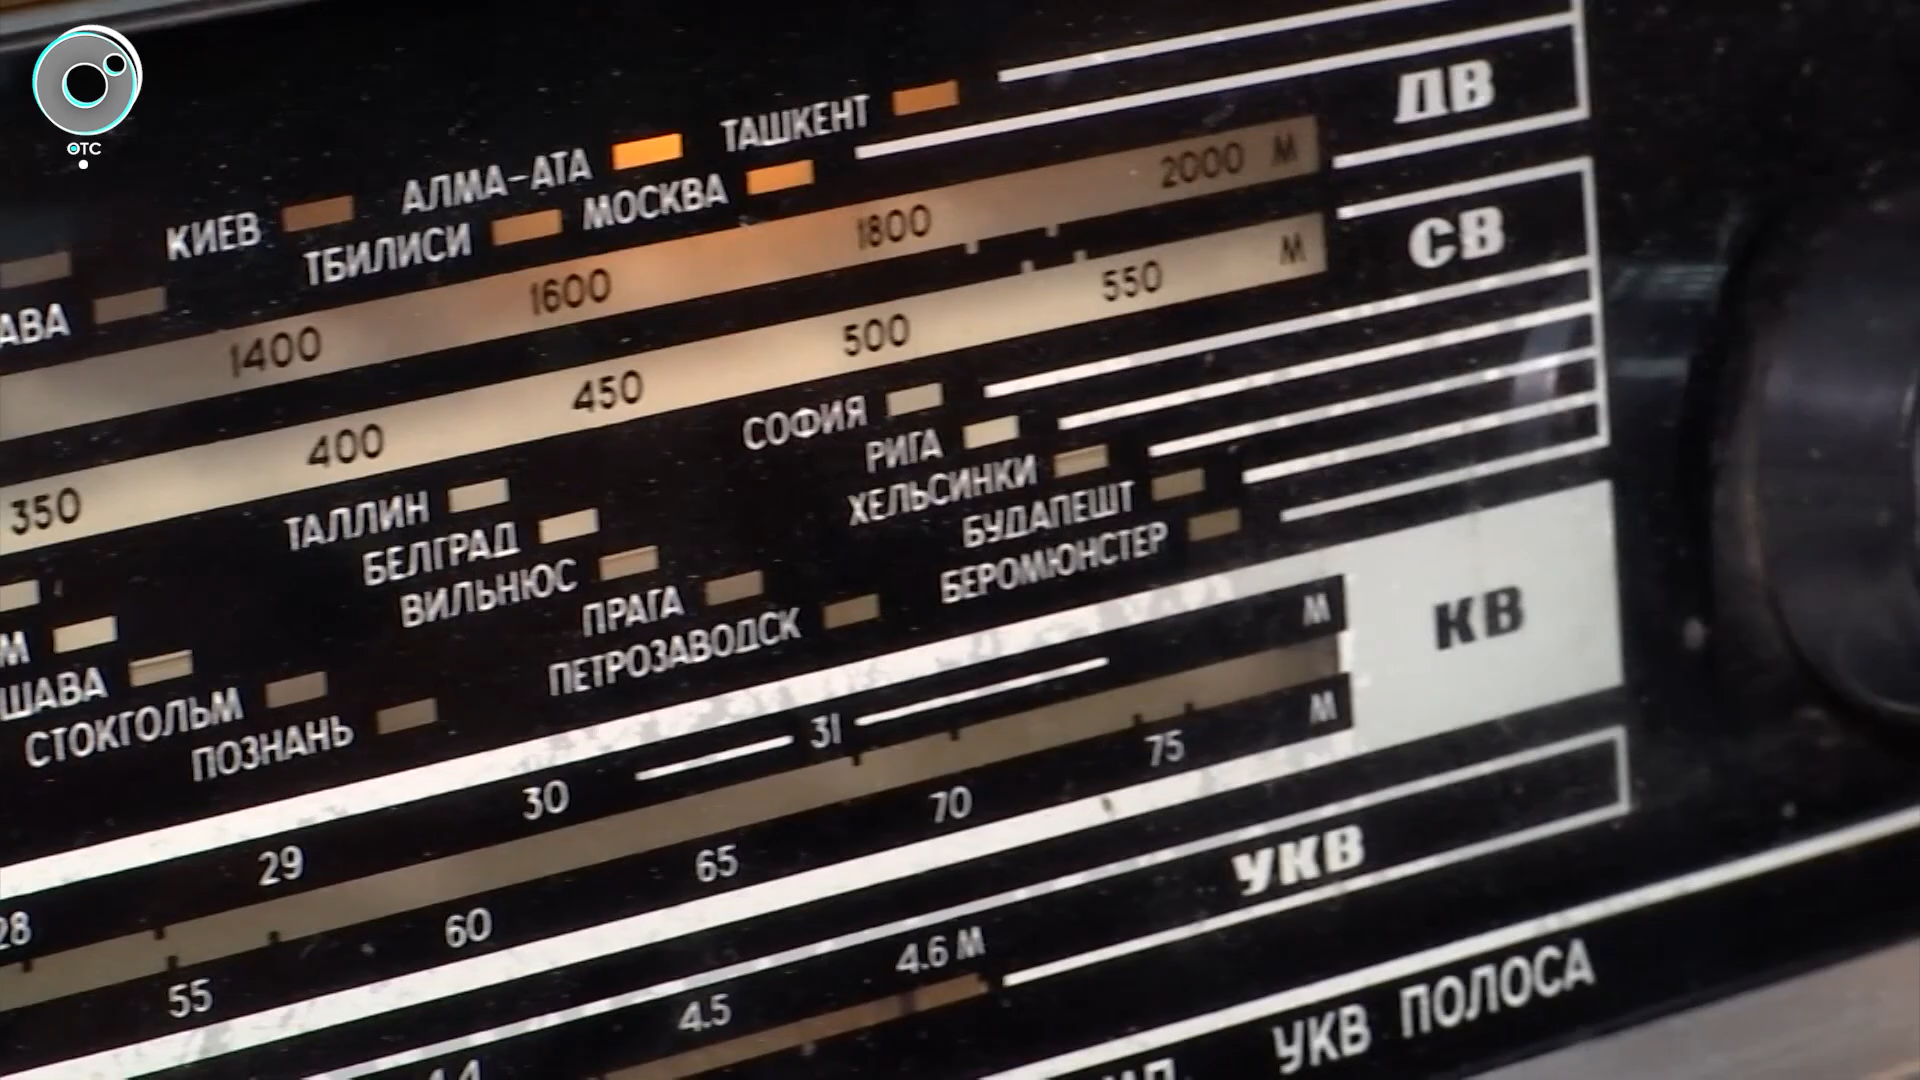 ОТС
ДВ
ТАШКЕНТ
АЛМА-АТА
МОСКВА
КИЕВ
ТБИЛИСИ
1400 1600 1800 2000 М
СВ
350 400 450 500 550 М
СОФИЯ
РИГА
ТАЛЛИН ХЕЛЬСИНКИ
БЕЛГРАД БУДАПЕШТ
ВИЛЬНЮС БЕРОМЮНСТЕР
ПРАГА
ПЕТРОЗАВОДСК
СТОКГОЛЬМ
ПОЗНАНЬ
КВ
28 29 30 31 М
55 60 65 70 75 М
УКВ
4.5 4.6 М
УКВ ПОЛОСА